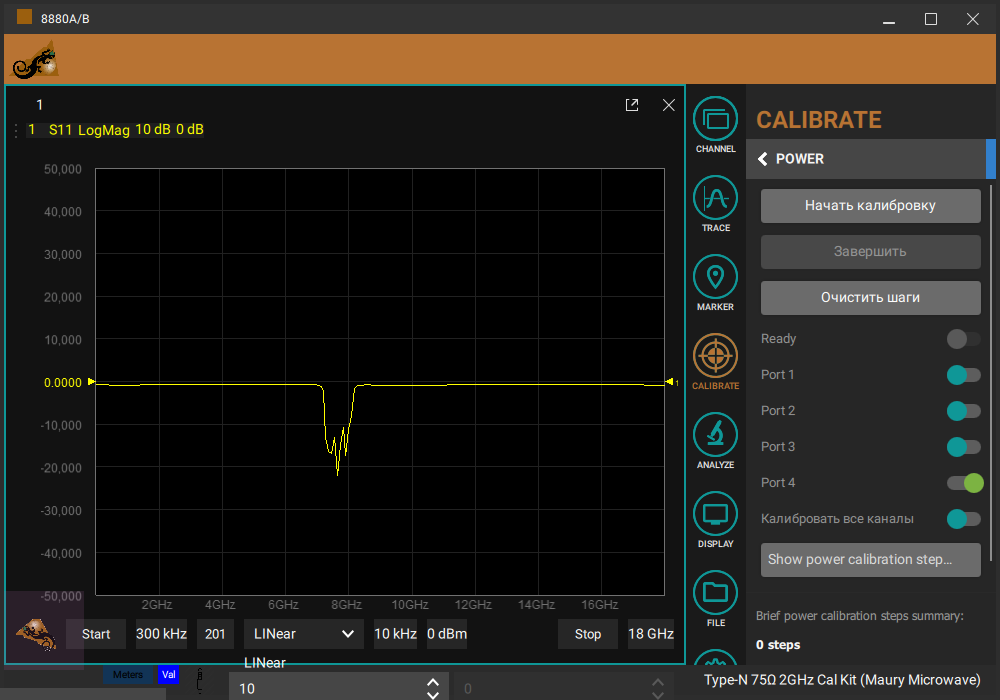 8880A/B
1
1 S11 LogMag 10 dB 0 dB
50,000
40,000
30,000
20,000
10,000
0.0000
-10,000
-20,000
-30,000
-40,000
-50,000
1
2GHz 4GHz 6GHz 8GHz 10GHz 12GHz 14GHz 16GHz
Start 300 kHz 201 LINear 10 kHz 0 dBm Stop 18 GHz
LINear
Meters Val
10 0
CHANNEL
TRACE
MARKER
CALIBRATE
ANALYZE
DISPLAY
FILE
CALIBRATE
POWER
Начать калибровку
Завершить
Очистить шаги
Ready
Port 1
Port 2
Port 3
Port 4
Калибровать все каналы
Show power calibration step...
Brief power calibration steps summary:
0 steps
Type-N 75Ω 2GHz Cal Kit (Maury Microwave)